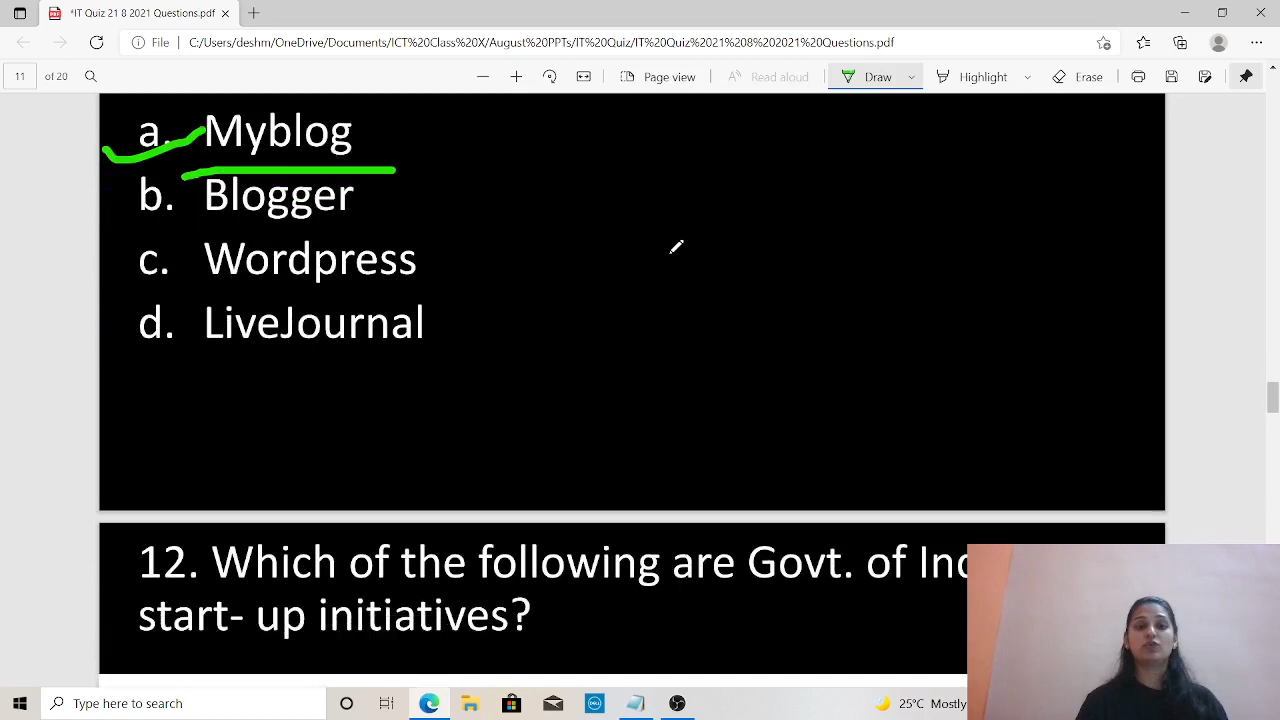 *IT Quiz 21 8 2021 Questions.pdf
File
C:/Users/deshm/OneDrive/Documents/ICT%20Class%20X/August%20PPTs/IT%20Quiz/IT%20Quiz%2021%208%202021%20Questions.pdf
11 of 20
Page view
Read aloud
Draw
Highlight
Erase
a. Myblog
b. Blogger
c. Wordpress
d. LiveJournal
12. Which of the following are Govt. of
start- up initiatives?
Type here to search
DELL
25°C Mostly